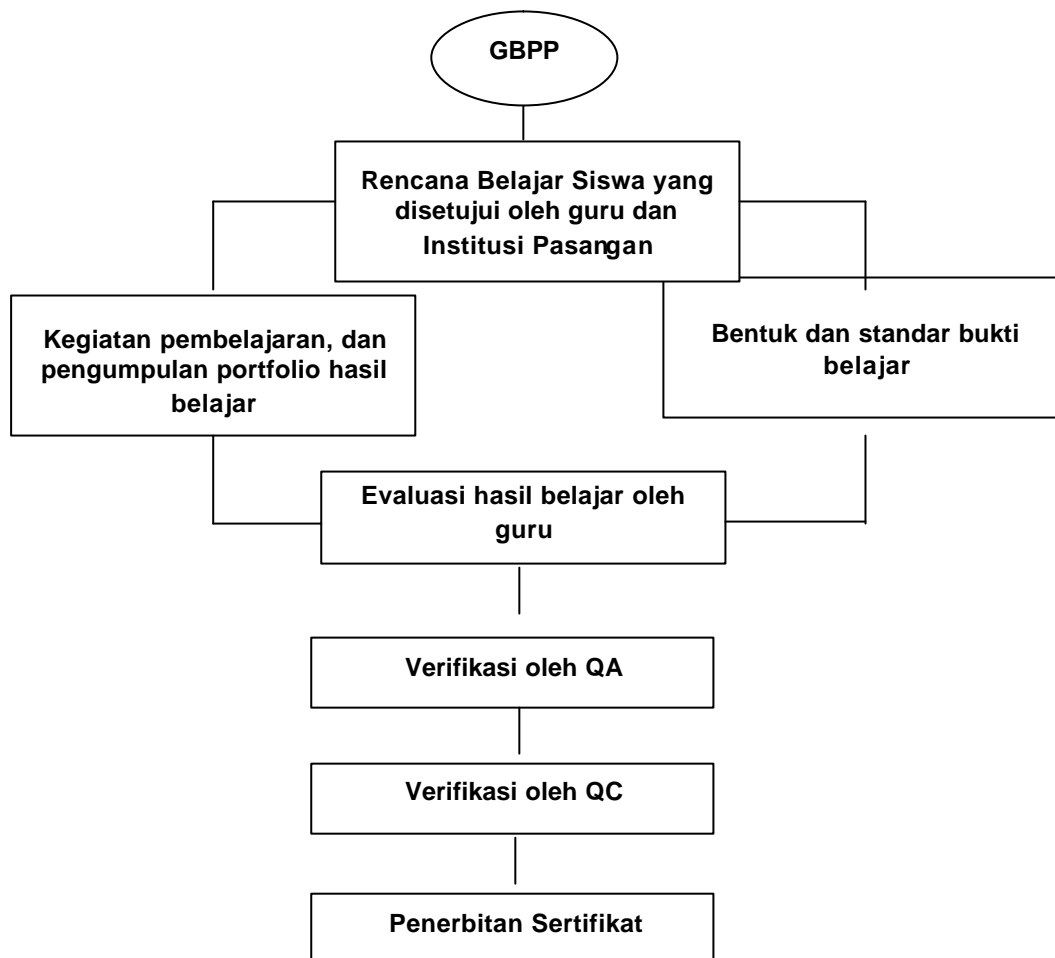 GBPP
Rencana Belajar Siswa yang
disetujui oleh guru dan
Institusi Pasangan
Kegiatan pembelajaran, dan
pengumpulan portfolio hasil
belajar
Bentuk dan standar bukti
belajar
Evaluasi hasil belajar oleh
guru
Verifikasi oleh QA
Verifikasi oleh QC
Penerbitan Sertifikat